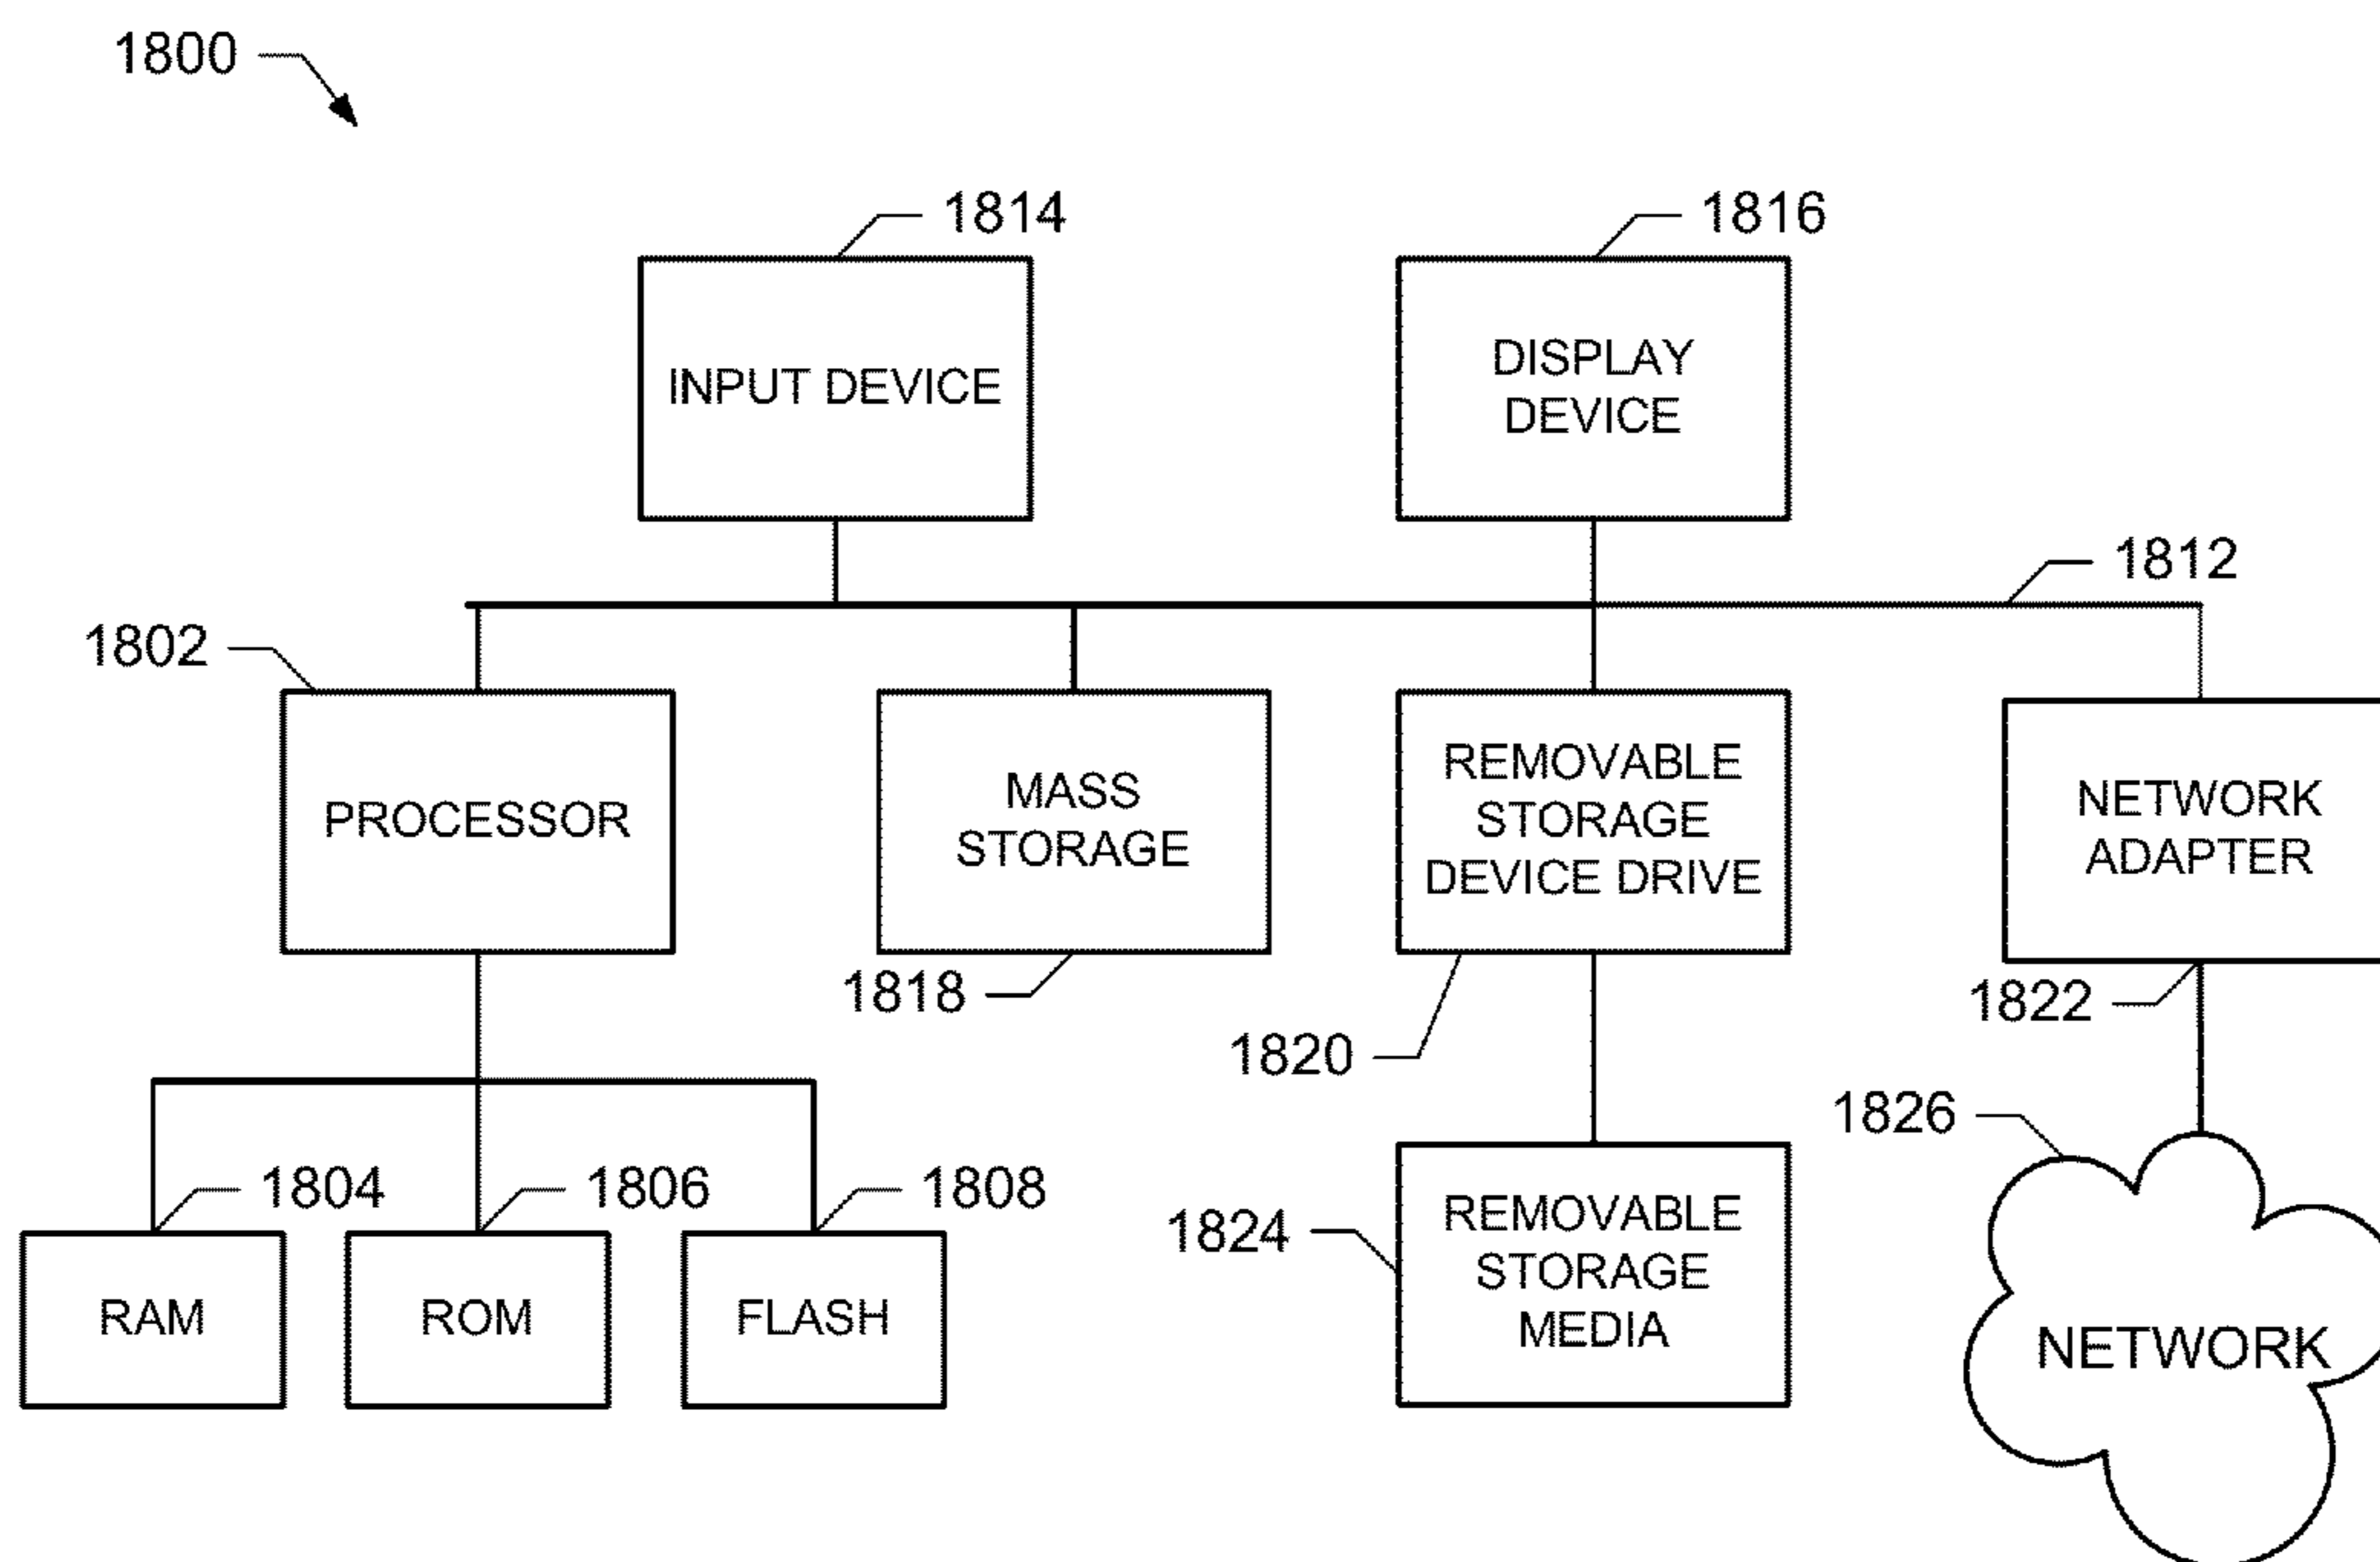 1800
1814
1816
INPUT DEVICE
DISPLAY
DEVICE
1812
1802
PROCESSOR
MASS
STORAGE
REMOVABLE
STORAGE
DEVICE DRIVE
NETWORK
ADAPTER
1818
1820
1822
1826
1804
1806
1808
1824
RAM
ROM
FLASH
REMOVABLE
STORAGE
MEDIA
NETWORK